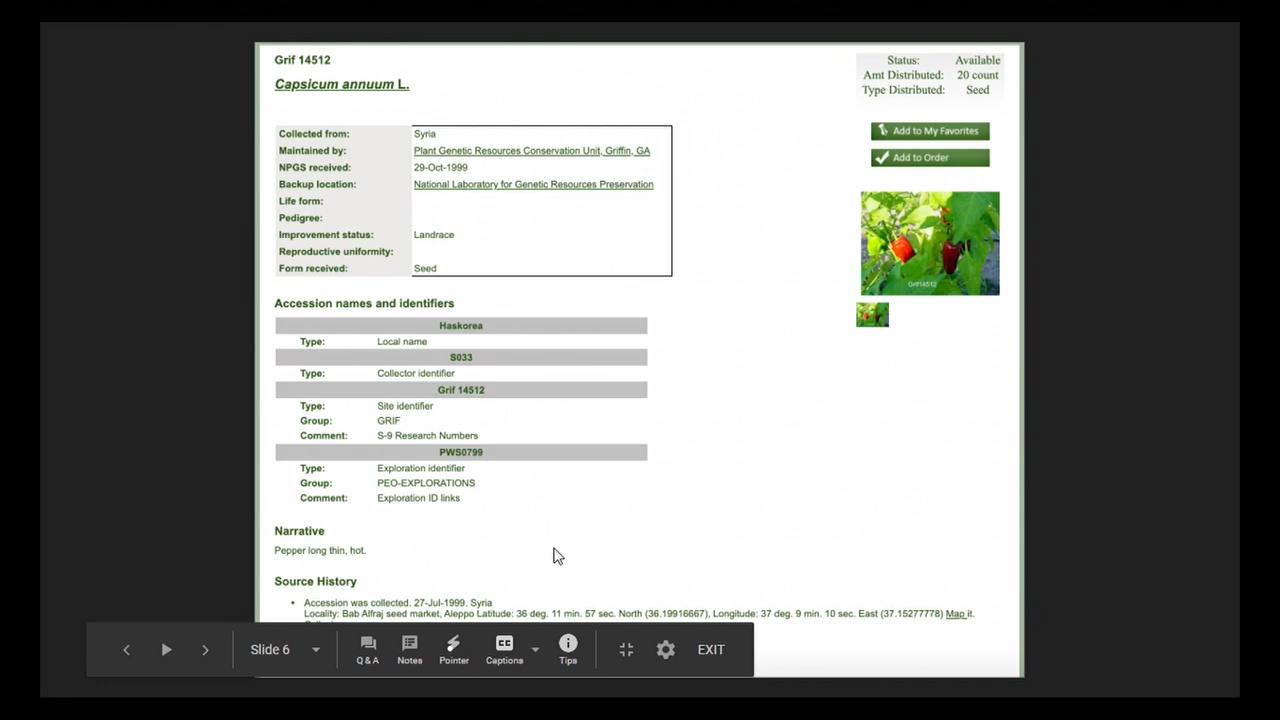 Grif 14512
Capsicum annuum L.
Status: Available
Amt Distributed: 20 count
Type Distributed: Seed
Add to My Favorites
Add to Order
Collected from: Syria
Maintained by: Plant Genetic Resources Conservation Unit, Griffin, GA
NPGS received: 29-Oct-1999
Backup location: National Laboratory for Genetic Resources Preservation
Life form:
Pedigree:
Improvement status: Landrace
Reproductive uniformity:
Form received: Seed
Grif14512
Accession names and identifiers
Haskorea
Type: Local name
S033
Type: Collector identifier
Grif 14512
Type: Site identifier
Group: GRIF
Comment: S-9 Research Numbers
PWS0799
Type: Exploration identifier
Group: PEO-EXPLORATIONS
Comment: Exploration ID links
Narrative
Pepper long thin, hot.
Source History
• Accession was collected. 27-Jul-1999. Syria
Locality: Bab Alfraj seed market, Aleppo Latitude: 36 deg. 11 min. 57 sec. North (36.19916667), Longitude: 37 deg. 9 min. 10 sec. East (37.15277778) Map it.
Slide 6
Q & A
Notes
Pointer
CC
Captions
Tips
EXIT